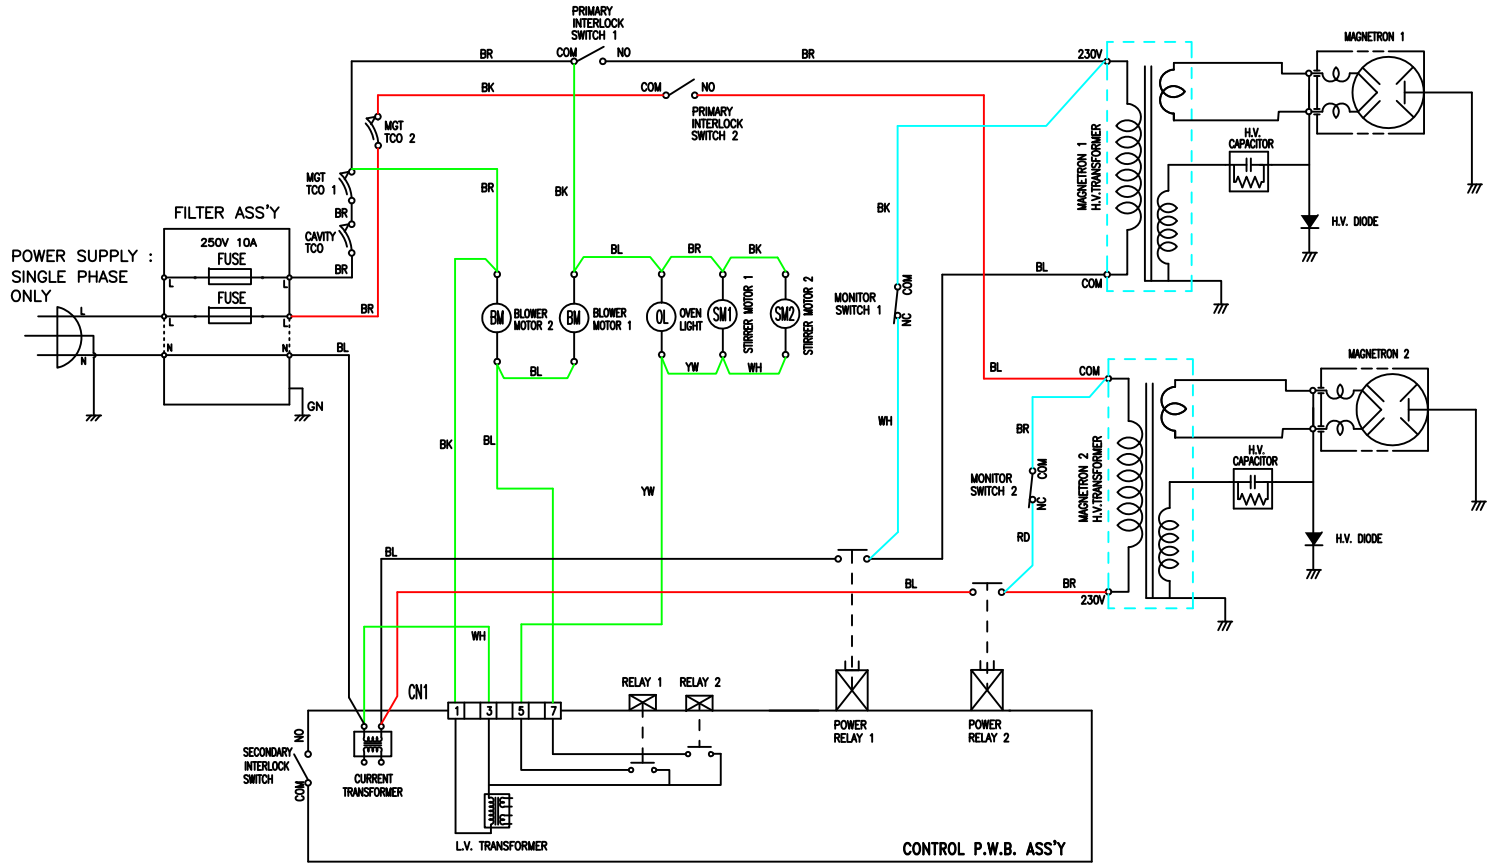 PRIMARY
INTERLOCK
SWITCH 1
BR
COM
NO
BR
230V
MAGNETRON 1
BK
COM
NO
PRIMARY
INTERLOCK
SWITCH 2
MGT
TCO 2
H.V.
CAPACITOR
MAGNETRON 1
H.V.TRANSFORMER
MGT
TCO 1
BR
BK
BK
BR
CAVITY
TCO
BR
H.V. DIODE
FILTER ASS'Y
250V 10A
FUSE
L
L
FUSE
L
L
N
N
GN
POWER SUPPLY :
SINGLE PHASE
ONLY
L
N
BR
BL
BL
BR
BK
BL
COM
BM
BLOWER
MOTOR 2
BM
BLOWER
MOTOR 1
OL
OVEN
LIGHT
SM1
STIRRER MOTOR 1
SM2
STIRRER MOTOR 2
MONITOR
SWITCH 1
COM
NC
BL
YW
WH
BL
COM
MAGNETRON 2
BK
BL
WH
BR
MONITOR
SWITCH 2
COM
NC
MAGNETRON 2
H.V.TRANSFORMER
H.V.
CAPACITOR
YW
RD
H.V. DIODE
BL
BL
BR
230V
WH
CN1
1
3
5
7
RELAY 1
RELAY 2
POWER
RELAY 1
POWER
RELAY 2
NO
SECONDARY
INTERLOCK
SWITCH
COM
CURRENT
TRANSFORMER
L.V. TRANSFORMER
CONTROL P.W.B. ASS'Y